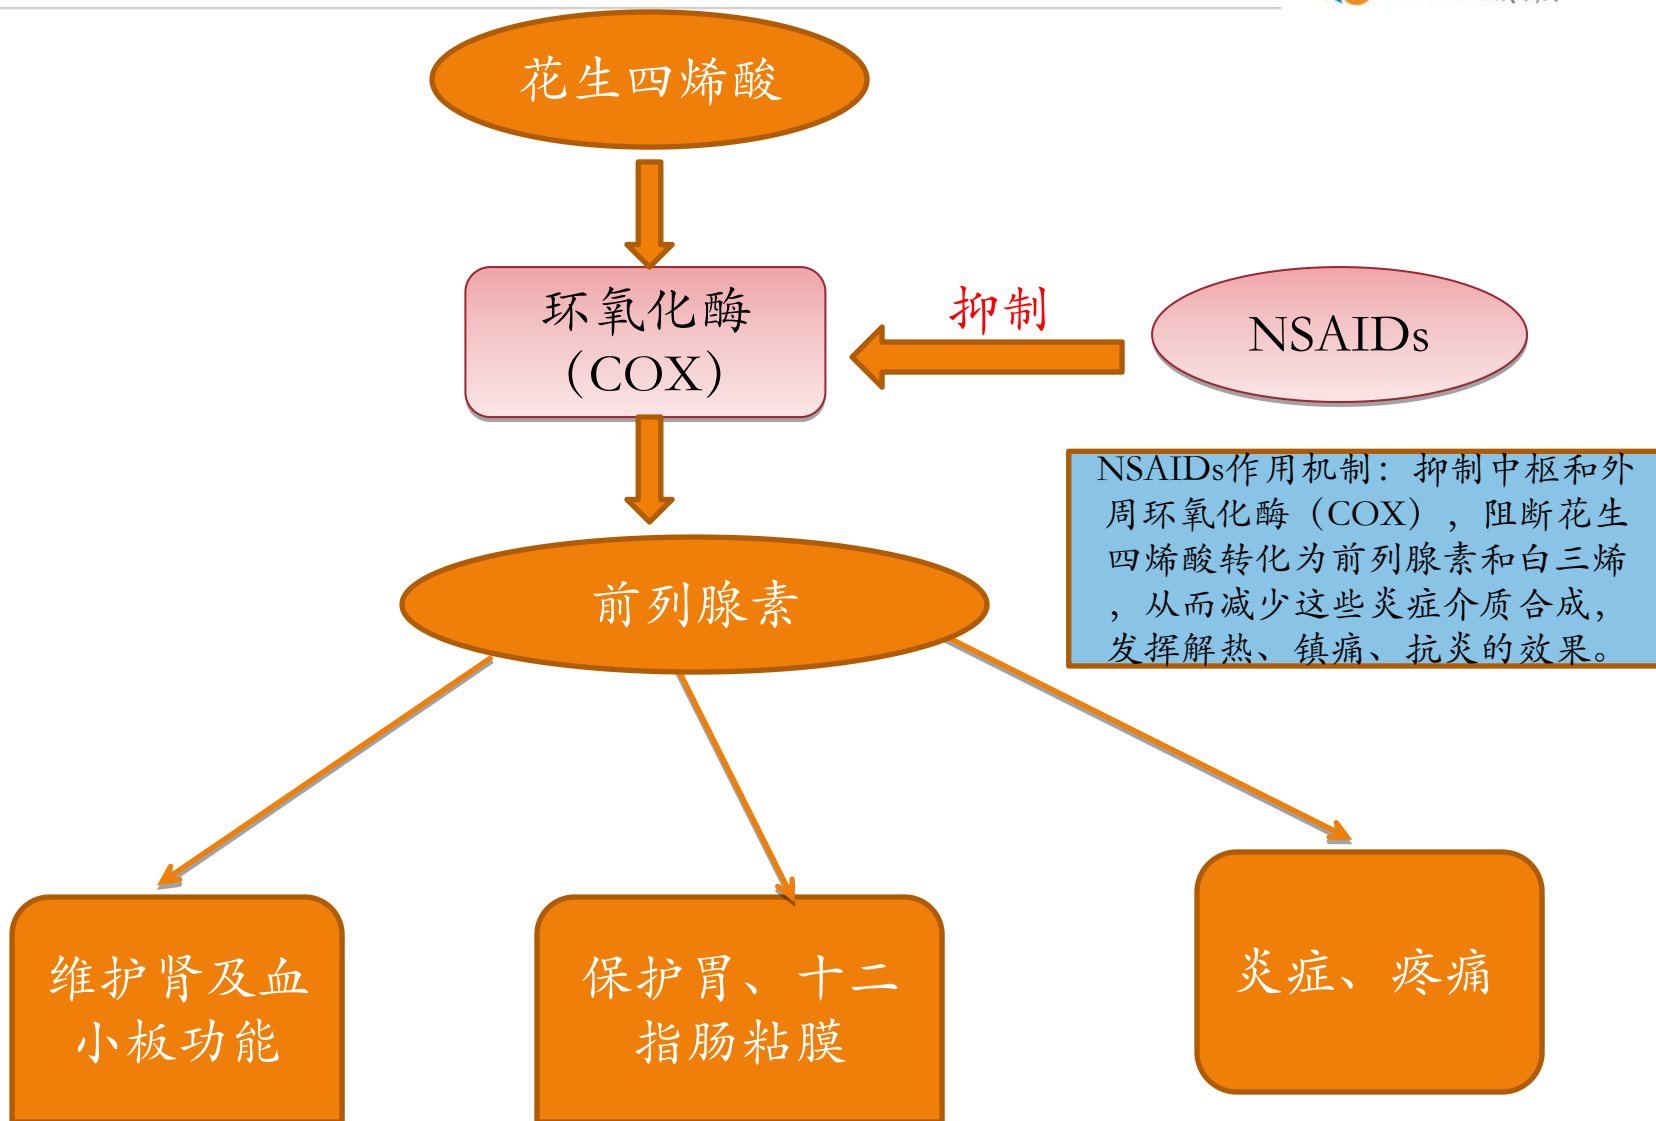 花生四烯酸
环氧化酶
（COX）
抑制
NSAIDs
NSAIDs作用机制：抑制中枢和外
周环氧化酶（COX），阻断花生
四烯酸转化为前列腺素和白三烯
，从而减少这些炎症介质合成，
发挥解热、镇痛、抗炎的效果。
前列腺素
维护肾及血
小板功能
保护胃、十二
指肠粘膜
炎症、疼痛